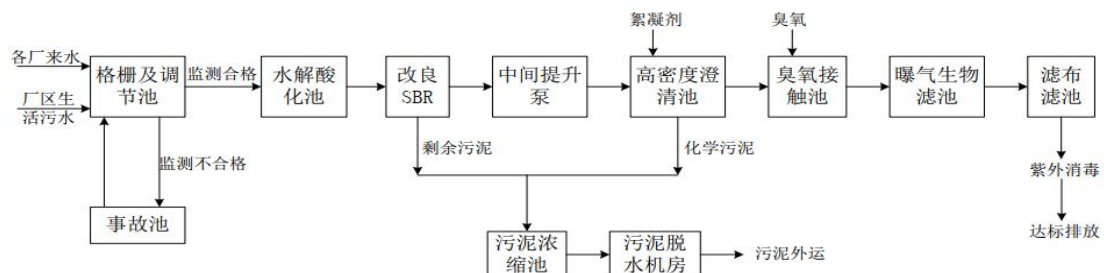 絮凝剂
臭氧
各厂来水
厂区生
活污水
格栅及调
节池
监测合格
水解酸
化池
改良
SBR
中间提升
泵
高密度澄
清池
臭氧接
触池
曝气生物
滤池
滤布
滤池
监测不合格
剩余污泥
化学污泥
紫外消毒
事故池
达标排放
污泥浓
缩池
污泥脱
水机房
污泥外运